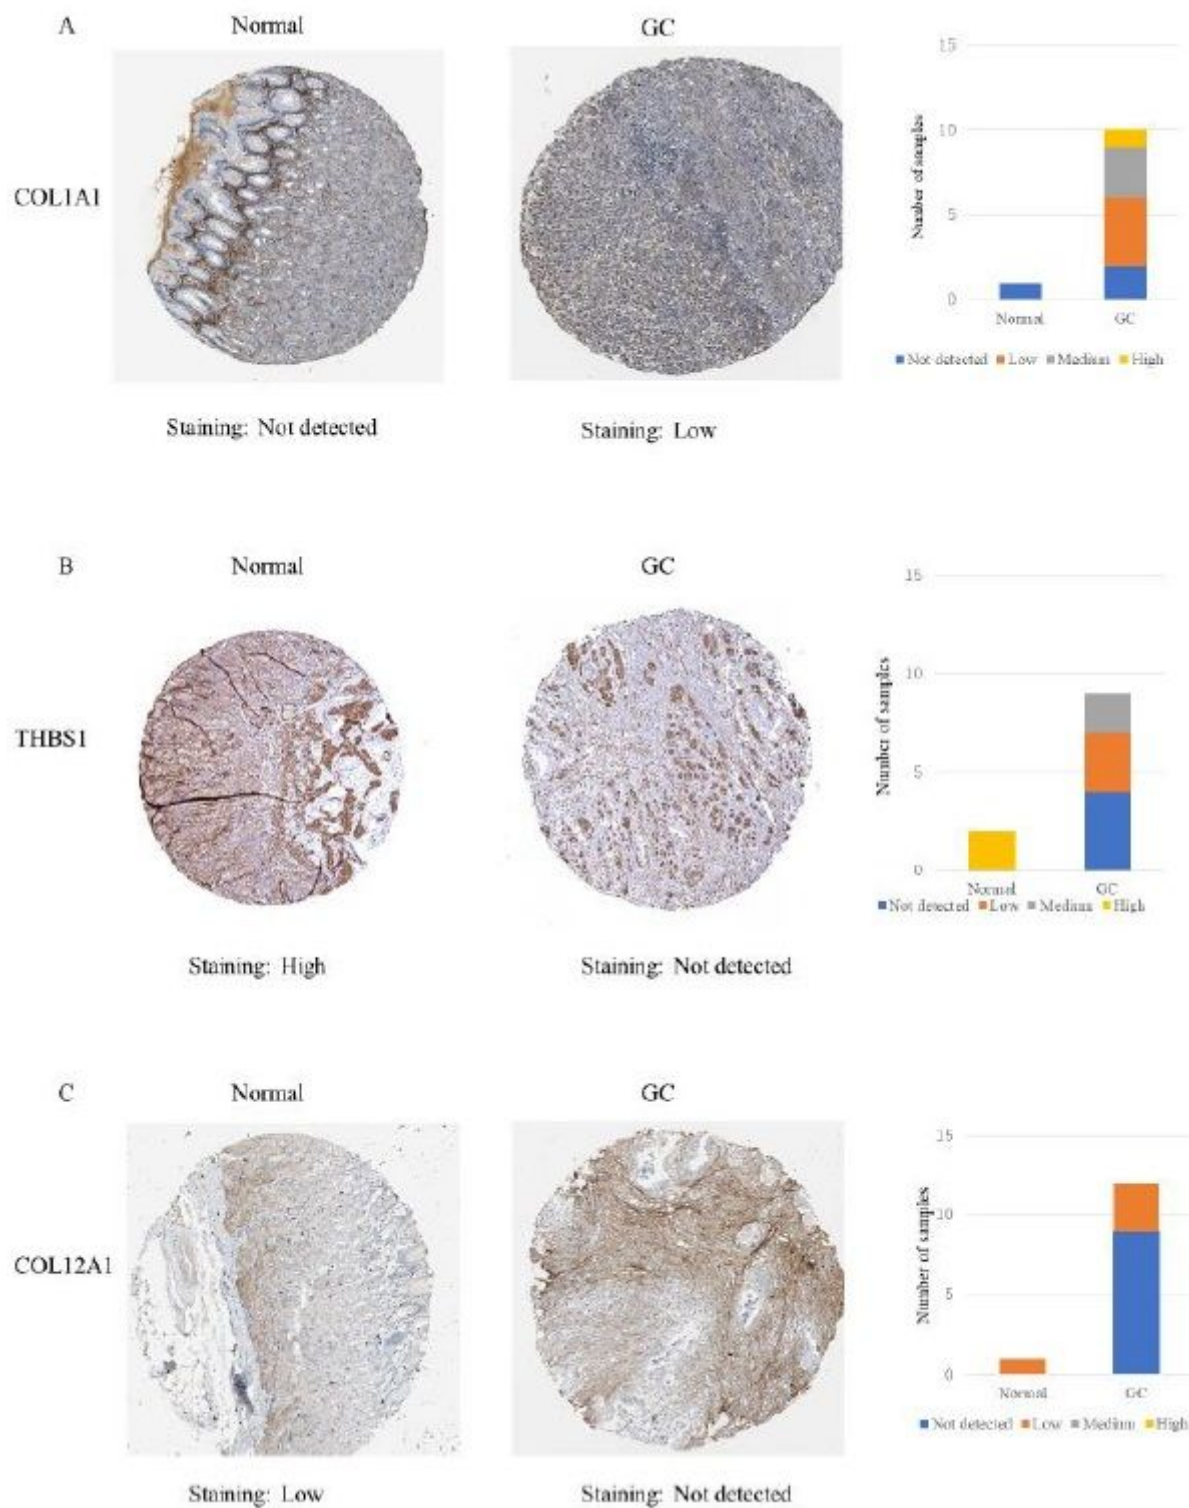 A
Normal
GC
COL1A1
15
10
5
0
Number of samples
Normal
GC
Not detected Low Medium High
Staining: Not detected
Staining: Low
B
Normal
GC
THBS1
15
10
5
0
Number of samples
Normal
GC
Not detected Low Medium High
Staining: High
Staining: Not detected
C
Normal
GC
COL12A1
15
10
5
0
Number of samples
Normal
GC
Not detected Low Medium High
Staining: Low
Staining: Not detected